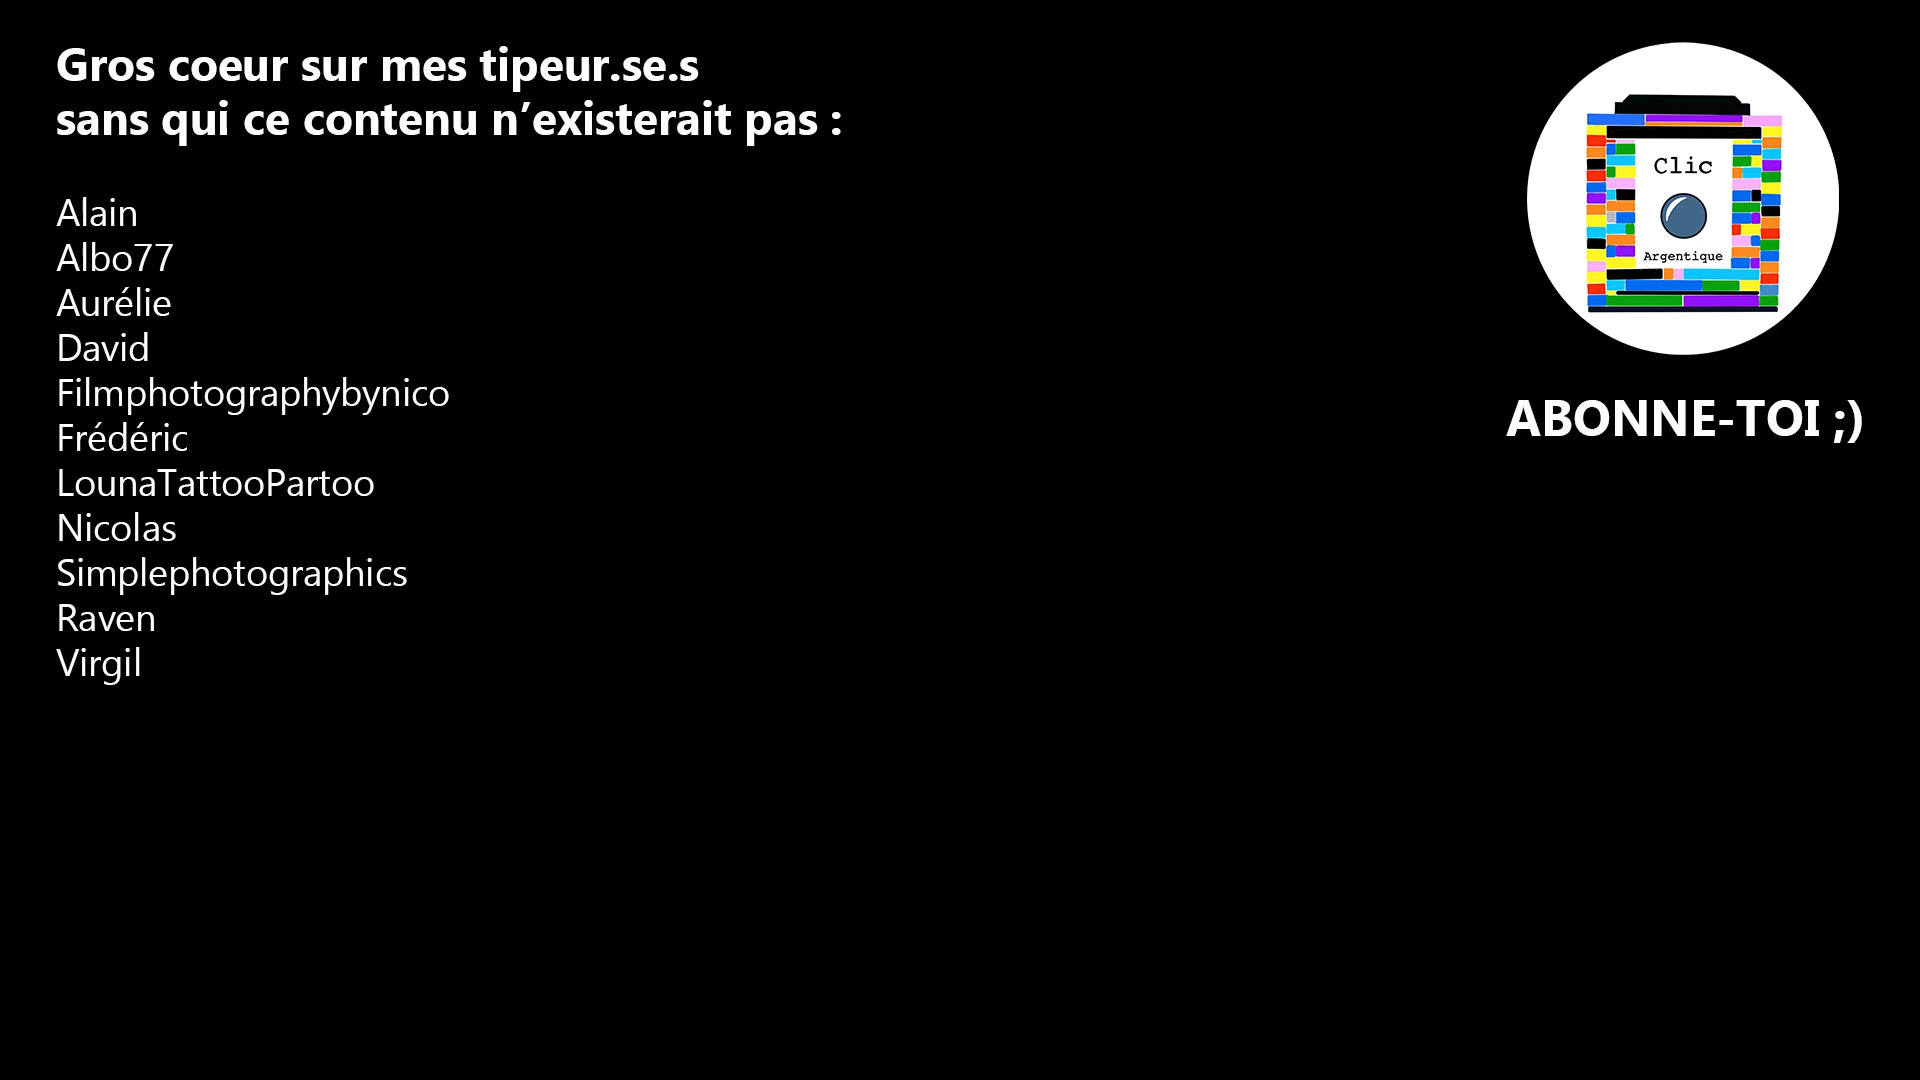 Gros coeur sur mes tipeur.se.s
sans qui ce contenu n’existerait pas :
Alain
Albo77
Aurélie
David
Filmphotographybynico
Frédéric
LounaTattooPartoo
Nicolas
Simplephotographics
Raven
Virgil
Clic
Argentique
ABONNE-TOI ;)